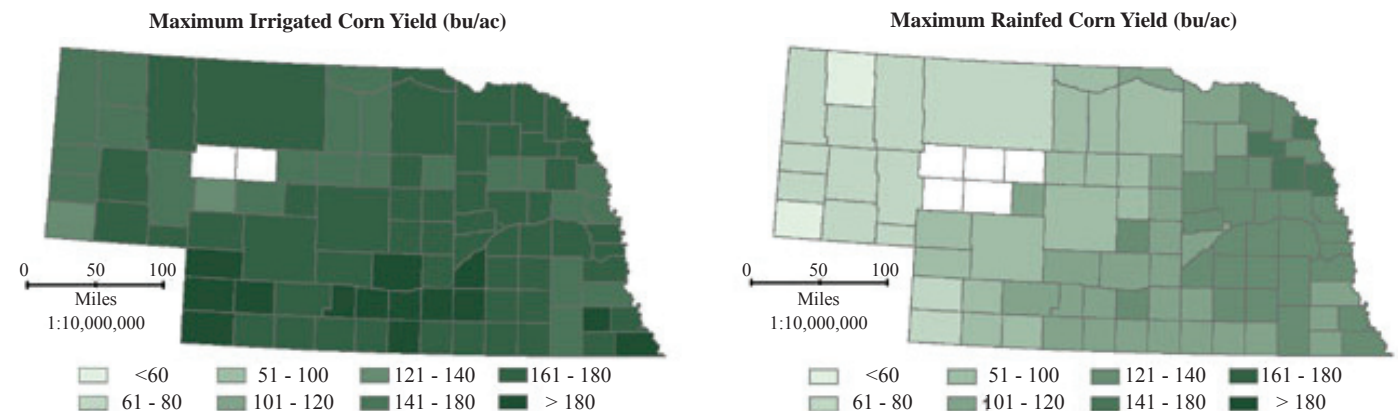 Maximum Irrigated Corn Yield (bu/ac)
0 50 100
Miles
1:10,000,000
<60 51 - 100 121 - 140 161 - 180
61 - 80 101 - 120 141 - 180 > 180
Maximum Rainfed Corn Yield (bu/ac)
0 50 100
Miles
1:10,000,000
<60 51 - 100 121 - 140 161 - 180
61 - 80 101 - 120 141 - 180 > 180